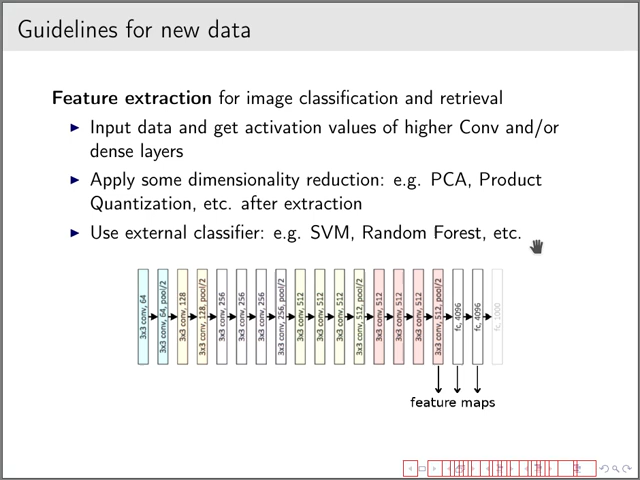 Guidelines for new data
Feature extraction for image classification and retrieval
Input data and get activation values of higher Conv and/or
dense layers
Apply some dimensionality reduction: e.g. PCA, Product
Quantization, etc. after extraction
Use external classifier: e.g. SVM, Random Forest, etc.
3x3 conv, 64
3x3 conv, 64, pool/2
3x3 conv, 128
3x3 conv, 128, pool/2
3x3 conv, 256
3x3 conv, 256
3x3 conv, 256
3x3 conv, 256, pool/2
3x3 conv, 512
3x3 conv, 512
3x3 conv, 512
3x3 conv, 512, pool/2
3x3 conv, 512
3x3 conv, 512
3x3 conv, 512
3x3 conv, 512, pool/2
fc, 4096
fc, 4096
fc, 1000
feature maps